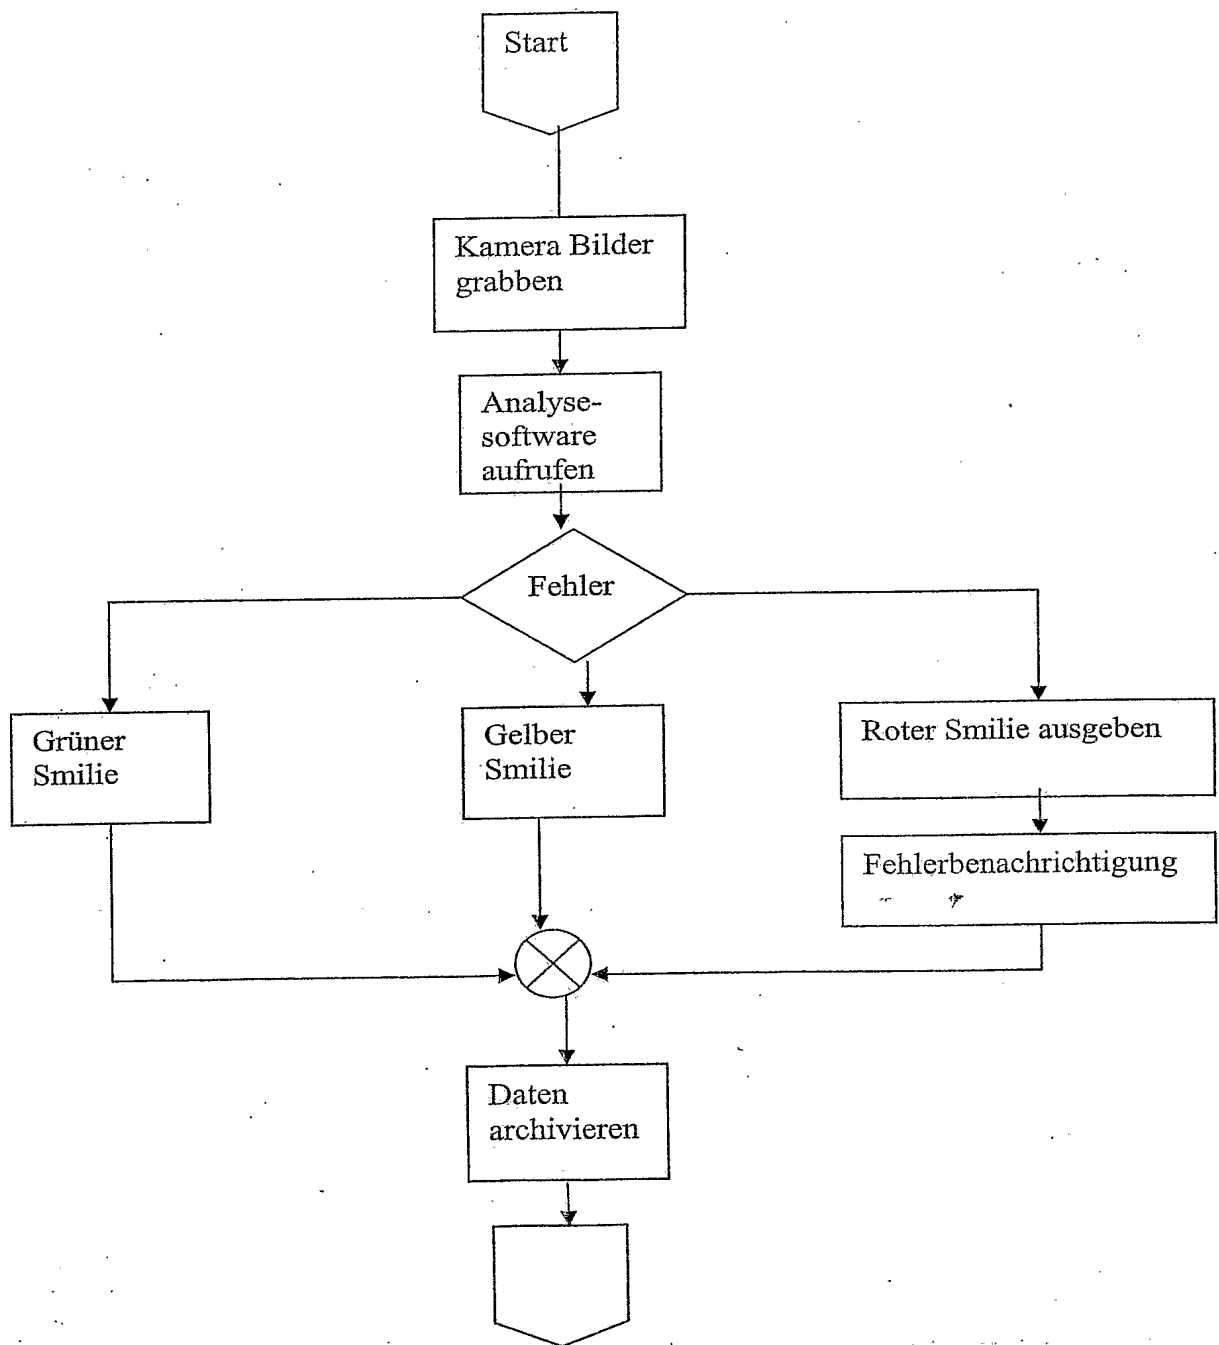 Start
Kamera Bilder
grabben
Analyse-
software
aufrufen
Fehler
Grüner
Smilie
Gelber
Smilie
Roter Smilie ausgeben
Fehlerbenachrichtigung
Daten
archivieren